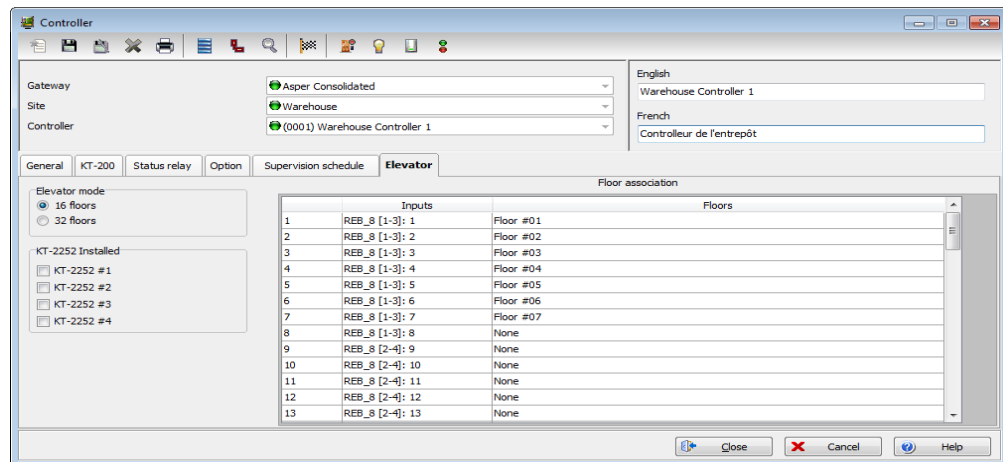 Controller
Gateway
Asper Consolidated
Site
Warehouse
Controller
(0001) Warehouse Controller 1
English
Warehouse Controller 1
French
Controlleur de l'entrepôt
General KT-200 Status relay Option Supervision schedule Elevator
Elevator mode
16 floors
32 floors
KT-2252 Installed
KT-2252 #1
KT-2252 #2
KT-2252 #3
KT-2252 #4
Floor association
Inputs Floors
1 REB_8 [1-3]: 1 Floor #01
2 REB_8 [1-3]: 2 Floor #02
3 REB_8 [1-3]: 3 Floor #03
4 REB_8 [1-3]: 4 Floor #04
5 REB_8 [1-3]: 5 Floor #05
6 REB_8 [1-3]: 6 Floor #06
7 REB_8 [1-3]: 7 Floor #07
8 REB_8 [1-3]: 8 None
9 REB_8 [2-4]: 9 None
10 REB_8 [2-4]: 10 None
11 REB_8 [2-4]: 11 None
12 REB_8 [2-4]: 12 None
13 REB_8 [2-4]: 13 None
Close Cancel Help